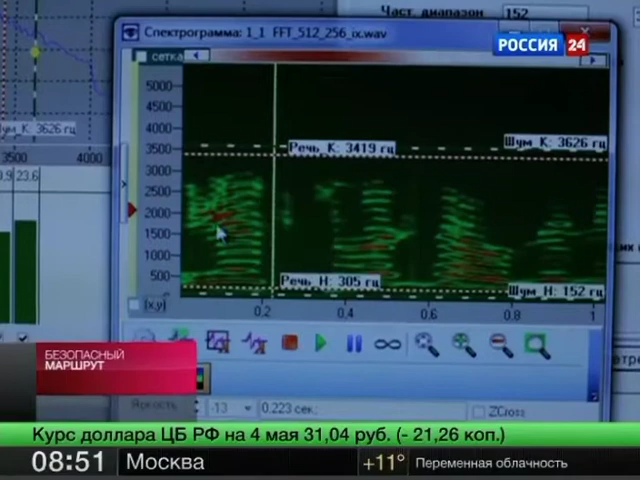 Част. диапазон
152
Спектрограмма: 1_1 FFT_512_256_ix.wav
РОССИЯ 24
сетка
5000
4500
4000
3500
3000
2500
2000
1500
1000
500
Речь_К: 3419 гц
Шум_К: 3626 гц
Речь_Н: 305 гц
Шум_Н: 152 гц
ум_К: 3626 гц
3500 4000
23.6
(x,y)
0.2 0.4 0.6 0.8 1
Яркость -13 0.223 сек;
ZCross
БЕЗОПАСНЫЙ
МАРШРУТ
Курс доллара ЦБ РФ на 4 мая 31,04 руб. (- 21,26 коп.)
08:51 Москва +11° Переменная облачность